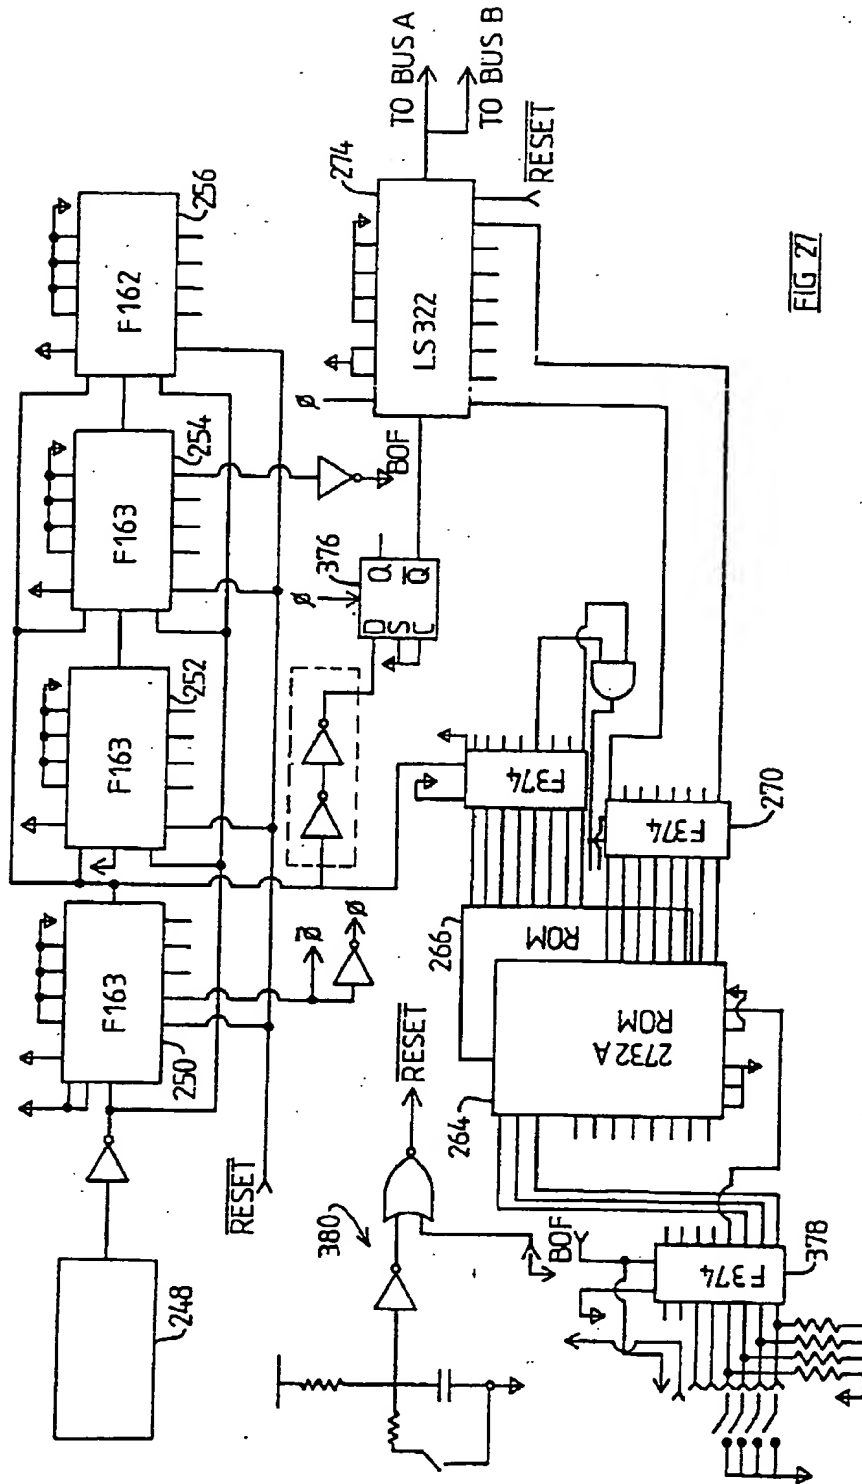 248
F163
250
F163
252
F163
254
F162
256
RESET
Φ
Φ
BOF
D
S
C
Q
Q
376
Φ
Φ
LS322
274
TO BUS A
TO BUS B
RESET
380
RESET
BOF
F374
378
264
2732A
ROM
266
ROM
F374
F374
270
FIG 27